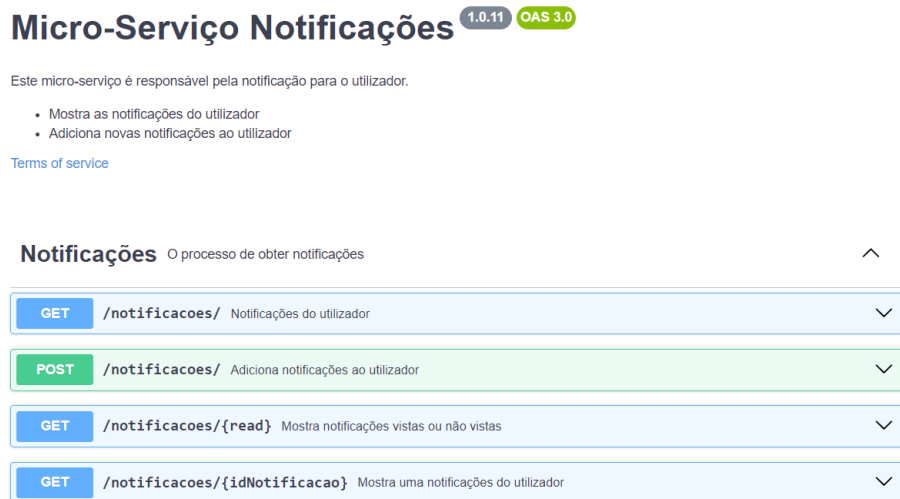 Micro-Serviço Notificações 1.0.11 OAS 3.0
Este micro-serviço é responsável pela notificação para o utilizador.
Mostra as notificações do utilizador
Adiciona novas notificações ao utilizador
Terms of service
Notificações O processo de obter notificações
GET /notificacoes/ Notificações do utilizador
POST /notificacoes/ Adiciona notificações ao utilizador
GET /notificacoes/{read} Mostra notificações vistas ou não vistas
GET /notificacoes/{idNotificacao} Mostra uma notificações do utilizador